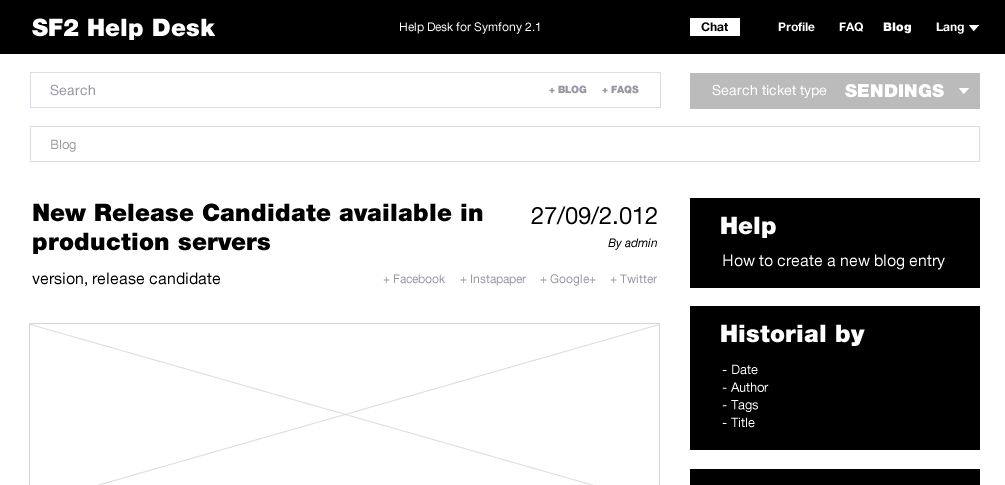 SF2 Help Desk
Help Desk for Symfony 2.1
Chat
Profile
FAQ
Blog
Lang
Search
+ BLOG
+ FAQS
Search ticket type
SENDINGS
Blog
New Release Candidate available in
production servers
27/09/2.012
By admin
version, release candidate
+ Facebook
+ Instapaper
+ Google+
+ Twitter
Help
How to create a new blog entry
Historial by
- Date
- Author
- Tags
- Title